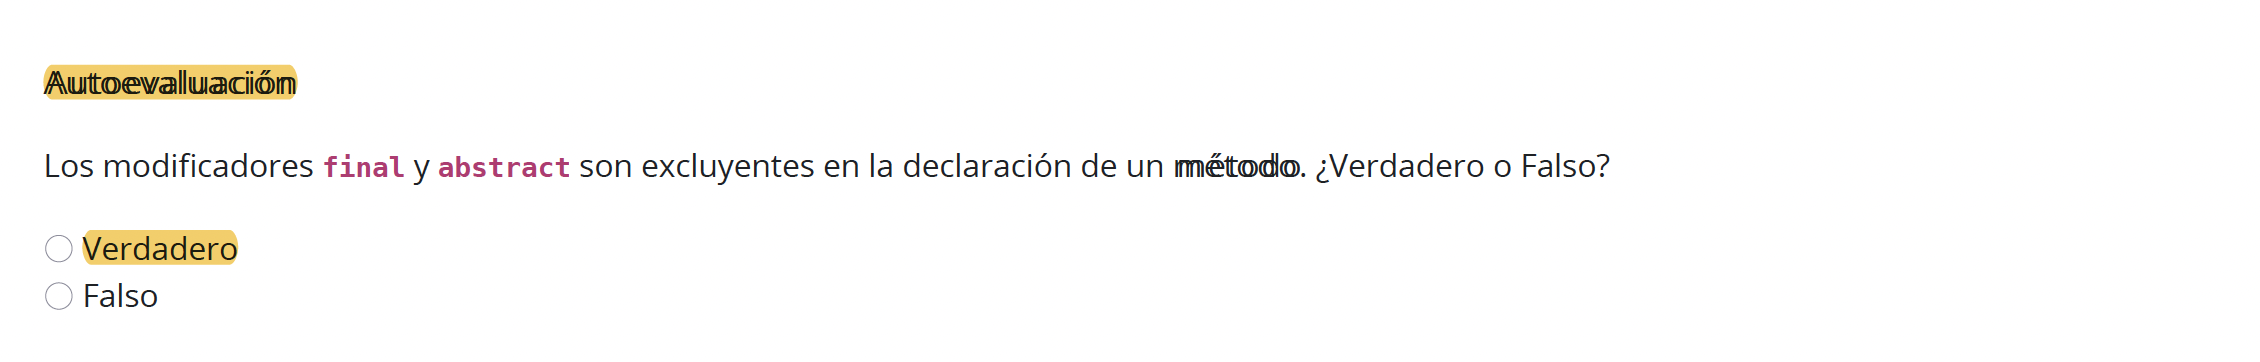 Autoevaluación
Los modificadores final y abstract son excluyentes en la declaración de un método. ¿Verdadero o Falso?
Verdadero
Falso